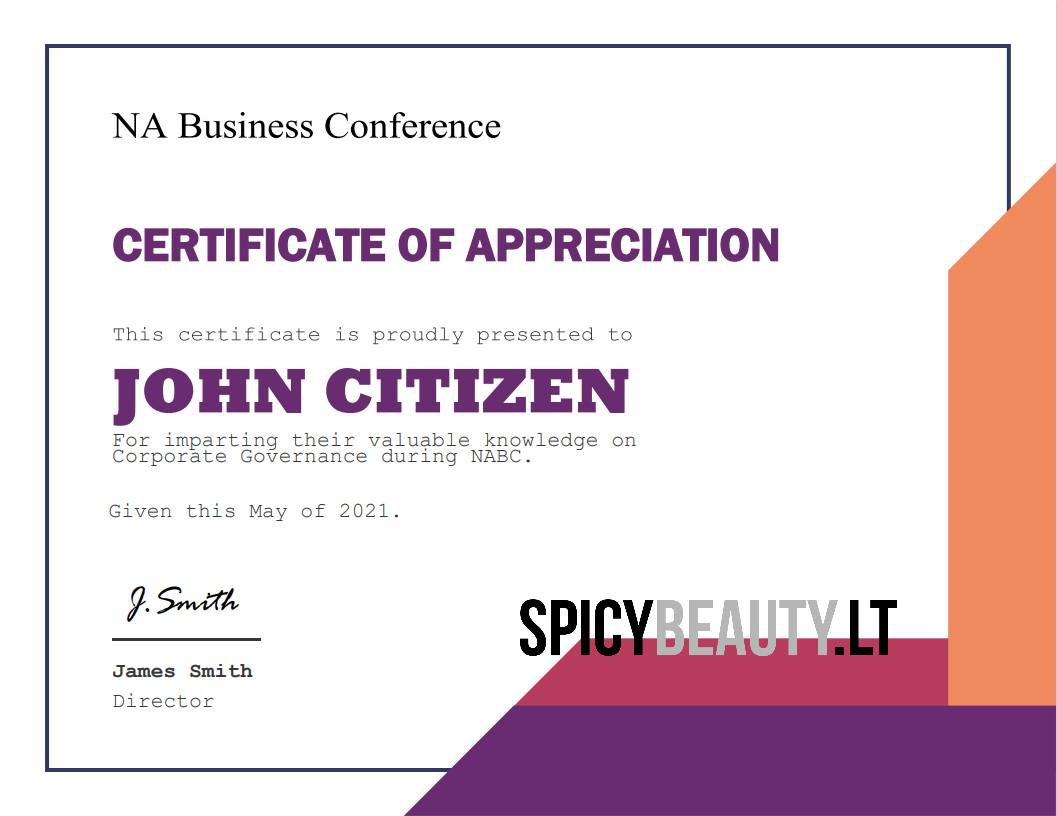 NA Business Conference
CERTIFICATE OF APPRECIATION
This certificate is proudly presented to
JOHN CITIZEN
For imparting their valuable knowledge on
Corporate Governance during NABC.
Given this May of 2021.
J. Smith
James Smith
Director
SPICYBEAUTY.LT